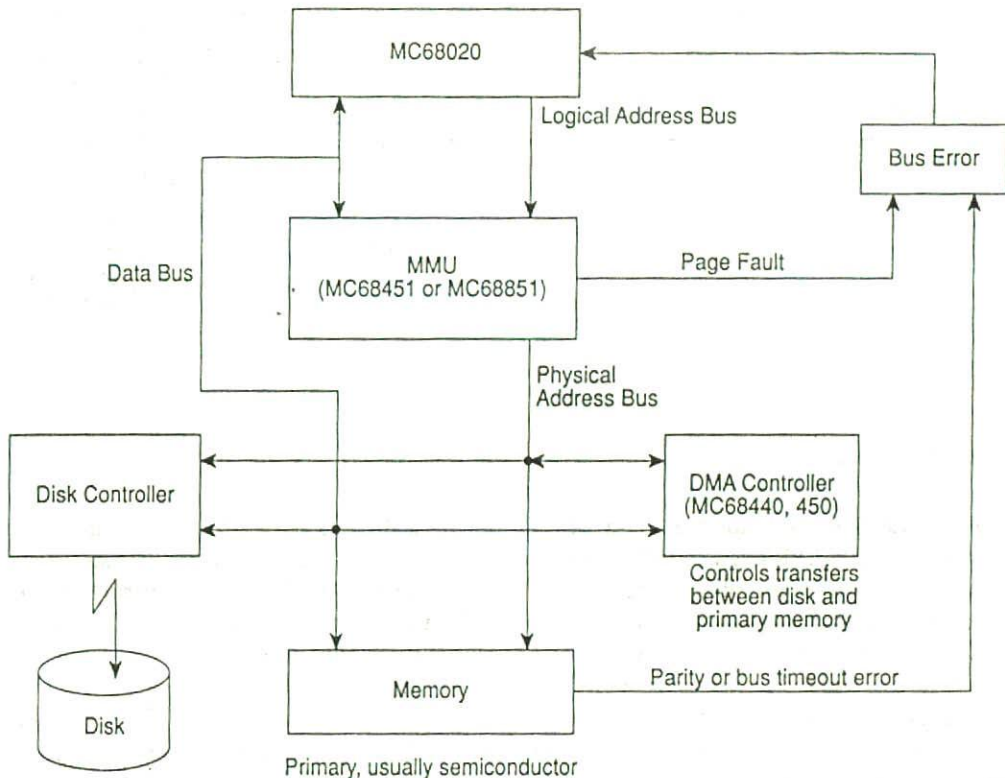 MC68020
Logical Address Bus
Bus Error
Data Bus
MMU
(MC68451 or MC68851)
Page Fault
Physical
Address Bus
Disk Controller
DMA Controller
(MC68440, 450)
Controls transfers
between disk and
primary memory
Memory
Parity or bus timeout error
Disk
Primary, usually semiconductor